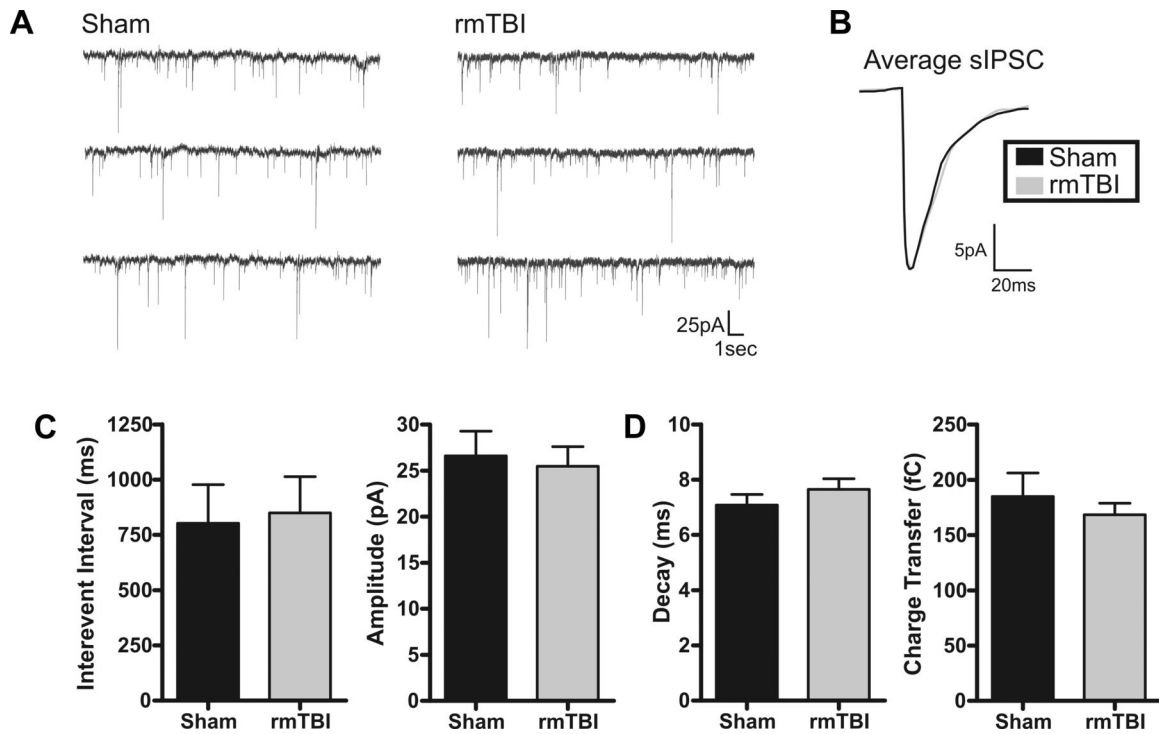 A
Sham
rmTBI
25pA
1sec
B
Average sIPSC
Sham
rmTBI
5pA
20ms
C
Interevent Interval (ms)
1250
1000
750
500
250
0
Sham rmTBI
Amplitude (pA)
30
25
20
15
10
5
0
Sham rmTBI
D
Decay (ms)
10
8
6
4
2
0
Sham rmTBI
Charge Transfer (fC)
250
200
150
100
50
0
Sham rmTBI